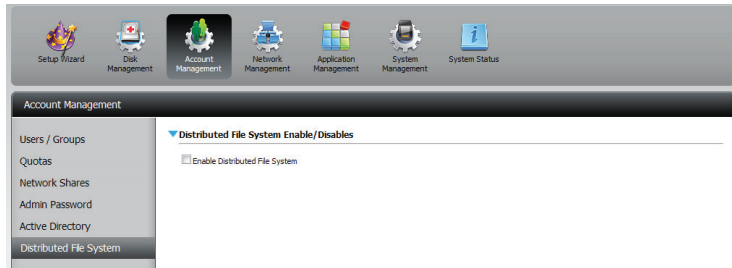 Setup Wizard
Disk Management
Account Management
Network Management
Application Management
System Management
System Status
Account Management
Users / Groups
Quotas
Network Shares
Admin Password
Active Directory
Distributed File System
Distributed File System Enable/Disables
Enable Distributed File System